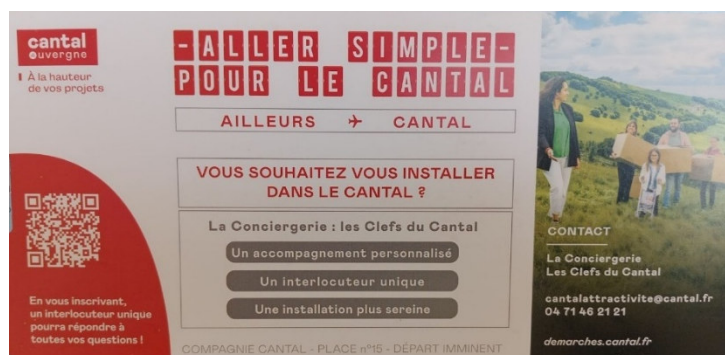 cantal
auvergne
À la hauteur
de vos projets
En vous inscrivant,
un interlocuteur unique
pourra répondre à
toutes vos questions !
-ALLER SIMPLE-
POUR LE CANTAL
AILLEURS CANTAL
VOUS SOUHAITEZ VOUS INSTALLER
DANS LE CANTAL ?
La Conciergerie : les Clefs du Cantal
Un accompagnement personnalisé
Un interlocuteur unique
Une installation plus sereine
COMPAGNIE CANTAL - PLACE n°15 - DÉPART IMMINENT
CONTACT
La Conciergerie
Les Clefs du Cantal
cantalattractivite@cantal.fr
04 71 46 21 21
demarches.cantal.fr